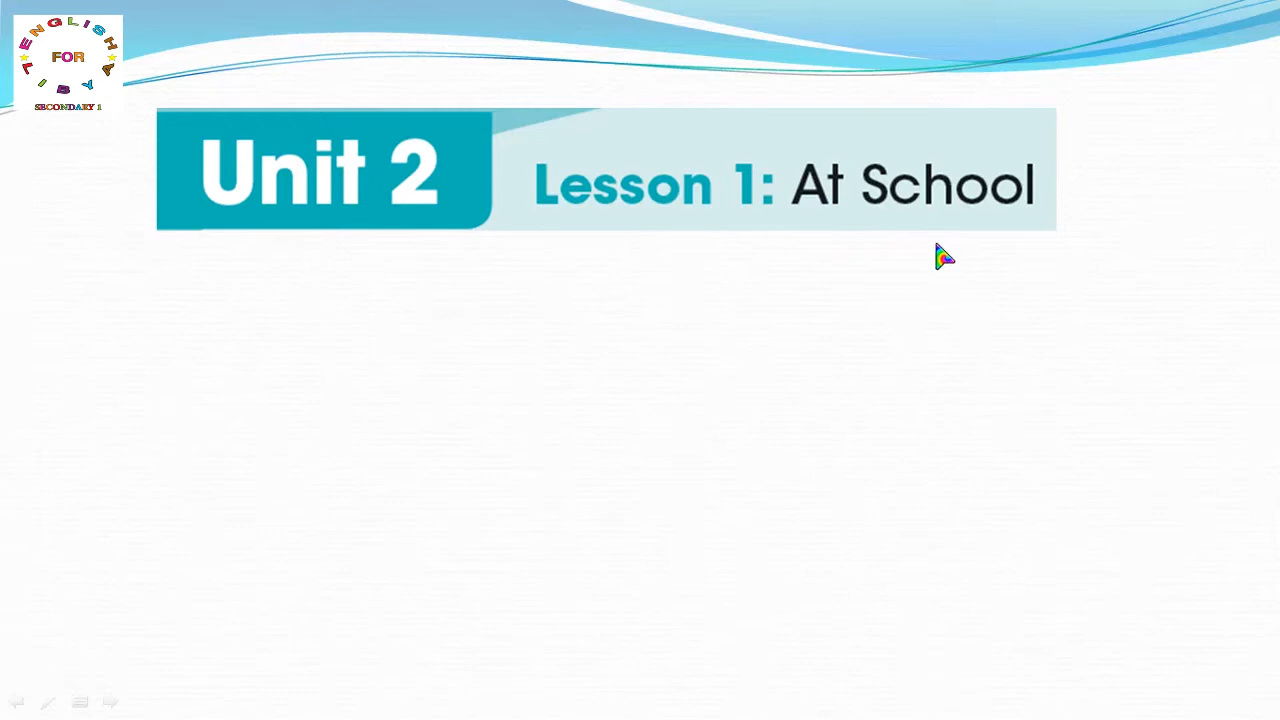 ENGLISH
FOR
LIBYA
SECONDARY 1
Unit 2
Lesson 1: At School